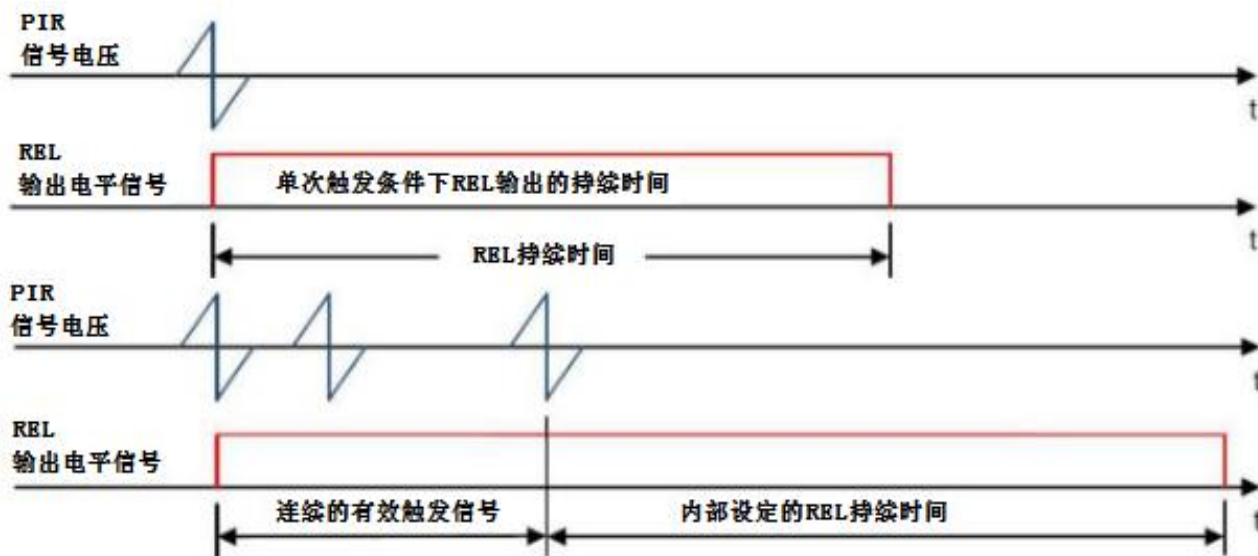 PIR
信号电压
t
REL
输出电平信号
单次触发条件下REL输出的持续时间
t
REL持续时间
PIR
信号电压
t
REL
输出电平信号
连续的有效触发信号
内部设定的REL持续时间
t